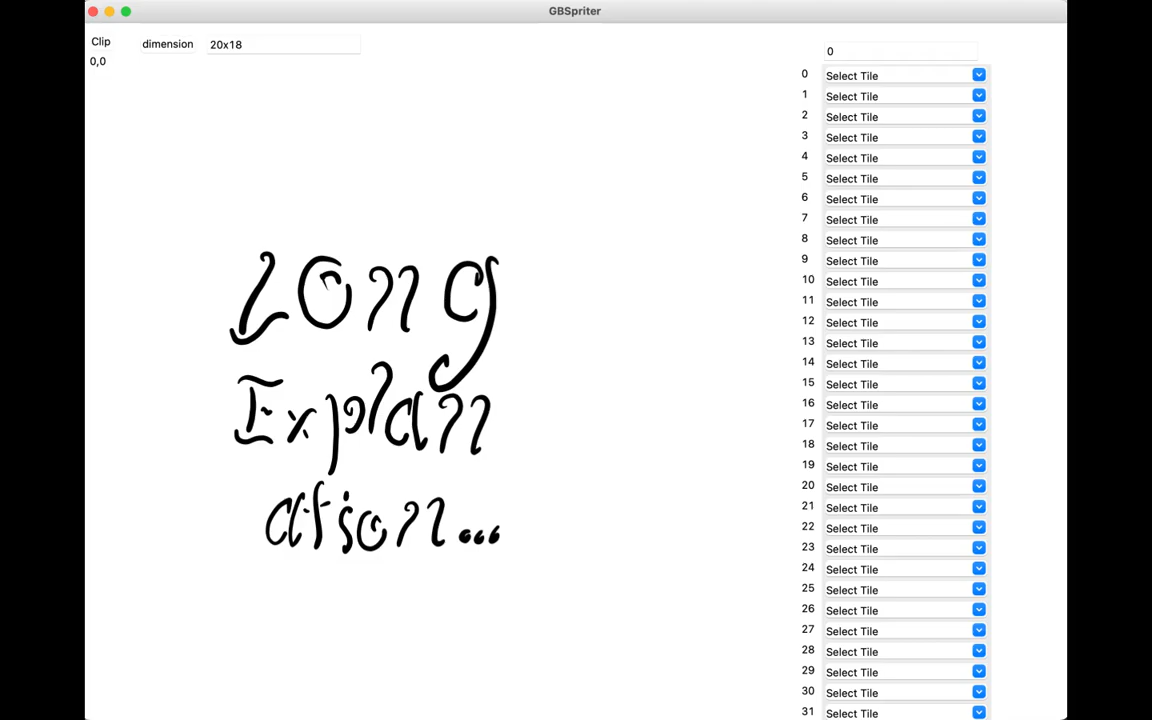 GBSpriter
Clip dimension 20x18
0,0
0
0 Select Tile
1 Select Tile
2 Select Tile
3 Select Tile
4 Select Tile
5 Select Tile
6 Select Tile
7 Select Tile
8 Select Tile
9 Select Tile
10 Select Tile
11 Select Tile
12 Select Tile
13 Select Tile
14 Select Tile
15 Select Tile
16 Select Tile
17 Select Tile
18 Select Tile
19 Select Tile
20 Select Tile
21 Select Tile
22 Select Tile
23 Select Tile
24 Select Tile
25 Select Tile
26 Select Tile
27 Select Tile
28 Select Tile
29 Select Tile
30 Select Tile
31 Select Tile
Long
Explan
ation...